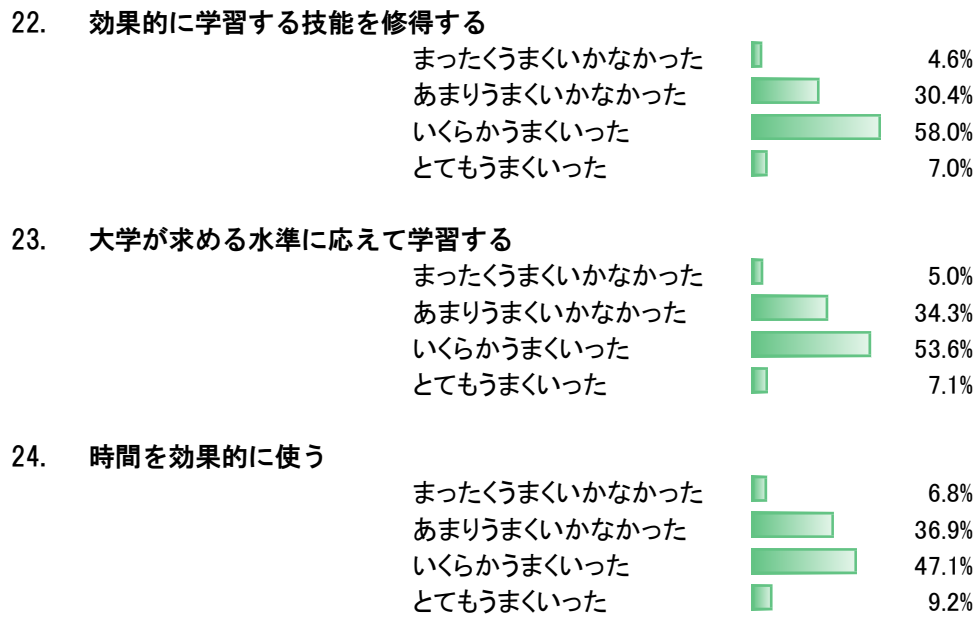 22. 効果的に学習する技能を修得する
まったくうまくいかなかった 4.6%
あまりうまくいかなかった 30.4%
いくらかうまくいった 58.0%
とてもうまくいった 7.0%
23. 大学が求める水準に応えて学習する
まったくうまくいかなかった 5.0%
あまりうまくいかなかった 34.3%
いくらかうまくいった 53.6%
とてもうまくいった 7.1%
24. 時間を効果的に使う
まったくうまくいかなかった 6.8%
あまりうまくいかなかった 36.9%
いくらかうまくいった 47.1%
とてもうまくいった 9.2%